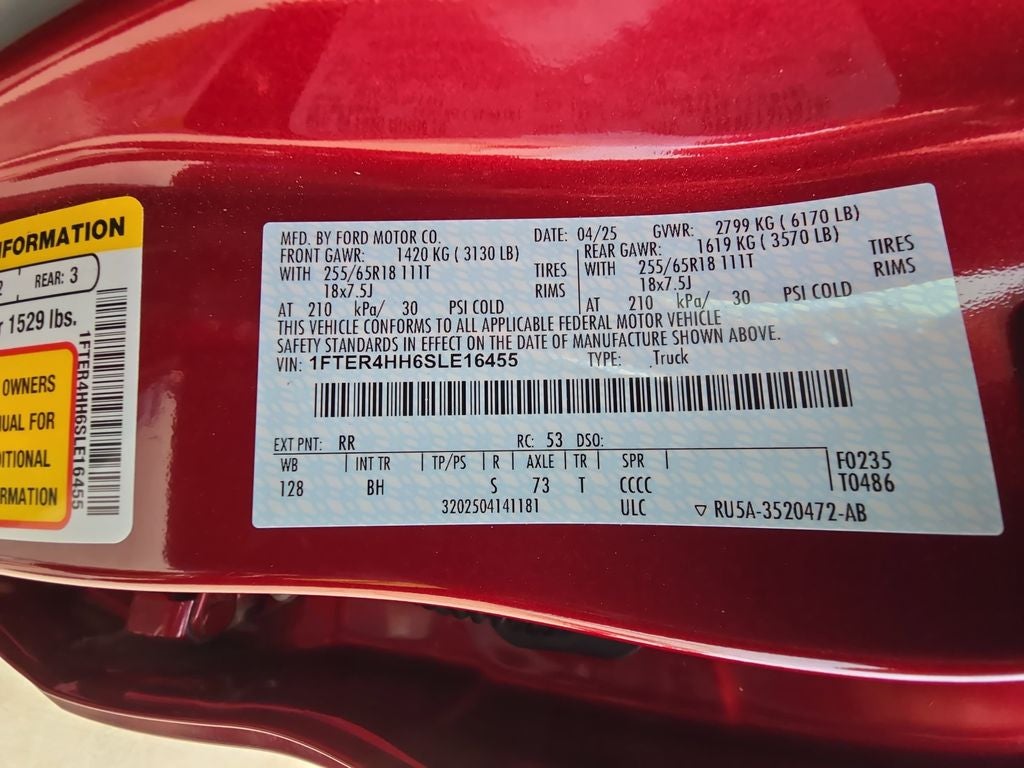 NFORMATION
2 REAR: 3
r 1529 lbs.
OWNERS
UAL FOR
DITIONAL
RMATION
1FTER4HH6SLE16455
MFD. BY FORD MOTOR CO. DATE: 04/25 GVWR: 2799 KG ( 6170 LB)
FRONT GAWR: 1420 KG ( 3130 LB) REAR GAWR: 1619 KG ( 3570 LB)
WITH 255/65R18 111T TIRES WITH 255/65R18 111T TIRES
18x7.5J RIMS 18x7.5J RIMS
AT 210 kPa/ 30 PSI COLD AT 210 kPa/ 30 PSI COLD
THIS VEHICLE CONFORMS TO ALL APPLICABLE FEDERAL MOTOR VEHICLE
SAFETY STANDARDS IN EFFECT ON THE DATE OF MANUFACTURE SHOWN ABOVE.
VIN: 1FTER4HH6SLE16455 TYPE: .Truck
EXT PNT: RR RC: 53 DSO:
WB INT TR TP/PS R AXLE TR SPR F0235
128 BH S 73 T CCCC T0486
3202504141181 ULC ▽ RU5A-3520472-AB